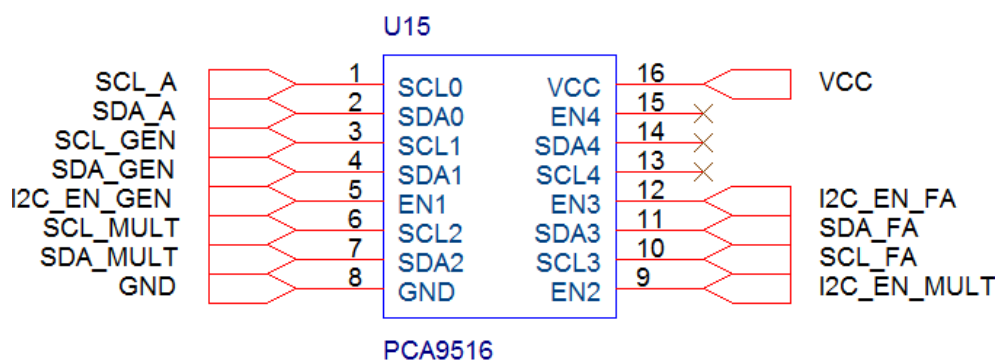 U15
SCL_A 1 SCL0 VCC 16 VCC
SDA_A 2 SDA0 EN4 15
SCL_GEN 3 SCL1 SDA4 14
SDA_GEN 4 SDA1 SCL4 13
I2C_EN_GEN 5 EN1 EN3 12 I2C_EN_FA
SCL_MULT 6 SCL2 SDA3 11 SDA_FA
SDA_MULT 7 SDA2 SCL3 10 SCL_FA
GND 8 GND EN2 9 I2C_EN_MULT
PCA9516